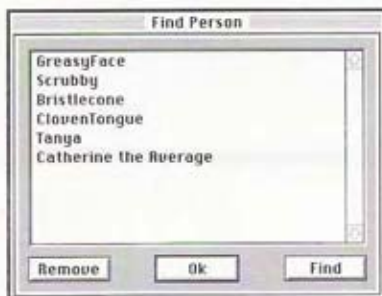 Find Person
GreasyFace
Scrubby
Bristlecone
ClovenTongue
Tanya
Catherine the Average
Remove Ok Find